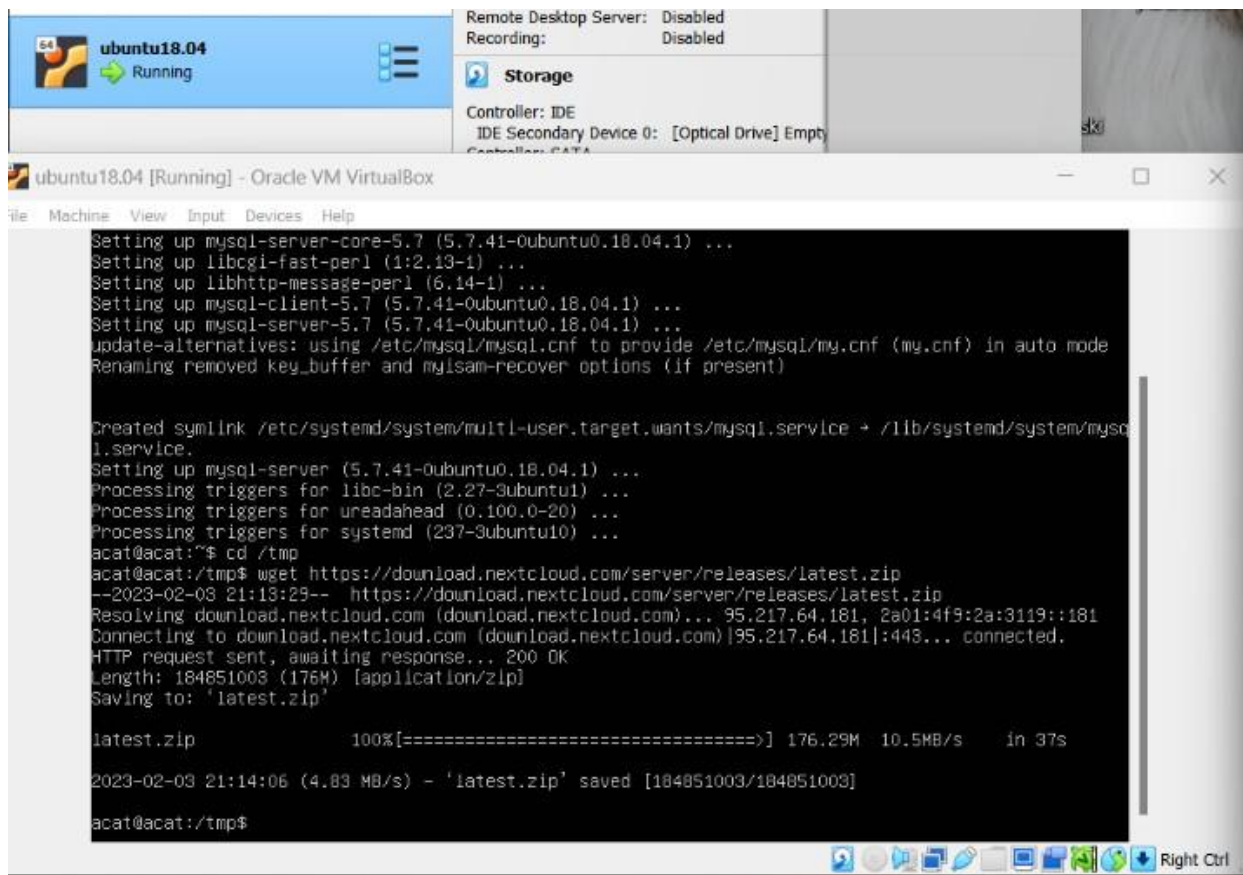 Remote Desktop Server: Disabled
Recording: Disabled
64
ubuntu18.04
Running
Storage
Controller: IDE
IDE Secondary Device 0: [Optical Drive] Empty
Controller: SATA
ski
ubuntu18.04 [Running] - Oracle VM VirtualBox
File Machine View Input Devices Help
Setting up mysql-server-core-5.7 (5.7.41-0ubuntu0.18.04.1) ...
Setting up libcgi-fast-perl (1:2.13-1) ...
Setting up libhttp-message-perl (6.14-1) ...
Setting up mysql-client-5.7 (5.7.41-0ubuntu0.18.04.1) ...
Setting up mysql-server-5.7 (5.7.41-0ubuntu0.18.04.1) ...
update-alternatives: using /etc/mysql/mysql.cnf to provide /etc/mysql/my.cnf (my.cnf) in auto mode
Renaming removed key_buffer and myisam-recover options (if present)
Created symlink /etc/systemd/system/multi-user.target.wants/mysql.service → /lib/systemd/system/mysq
l.service.
Setting up mysql-server (5.7.41-0ubuntu0.18.04.1) ...
Processing triggers for libc-bin (2.27-3ubuntu1) ...
Processing triggers for ureadahead (0.100.0-20) ...
Processing triggers for systemd (237-3ubuntu10) ...
acat@acat:~$ cd /tmp
acat@acat:/tmp$ wget https://download.nextcloud.com/server/releases/latest.zip
--2023-02-03 21:13:29-- https://download.nextcloud.com/server/releases/latest.zip
Resolving download.nextcloud.com (download.nextcloud.com)... 95.217.64.181, 2a01:4f9:2a:3119::181
Connecting to download.nextcloud.com (download.nextcloud.com)|95.217.64.181|:443... connected.
HTTP request sent, awaiting response... 200 OK
Length: 184851003 (176M) [application/zip]
Saving to: ‘latest.zip’
latest.zip 100%[===================================>] 176.29M 10.5MB/s in 37s
2023-02-03 21:14:06 (4.83 MB/s) - ‘latest.zip’ saved [184851003/184851003]
acat@acat:/tmp$
Right Ctrl